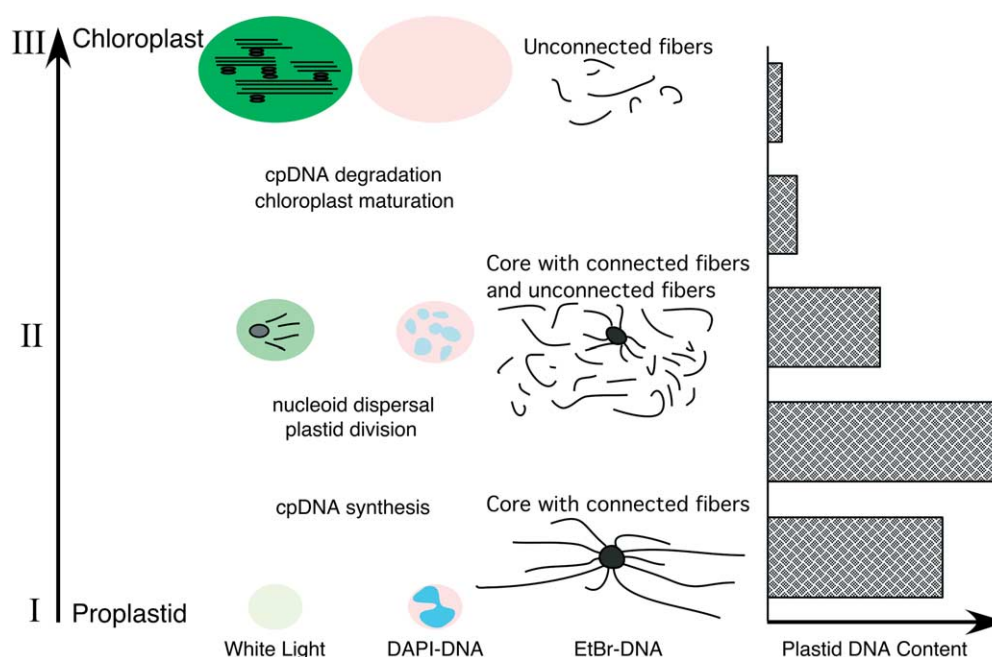 III Chloroplast
Unconnected fibers
cpDNA degradation
chloroplast maturation
Core with connected fibers
and unconnected fibers
II
nucleoid dispersal
plastid division
cpDNA synthesis
Core with connected fibers
I Proplastid
White Light DAPI-DNA EtBr-DNA Plastid DNA Content